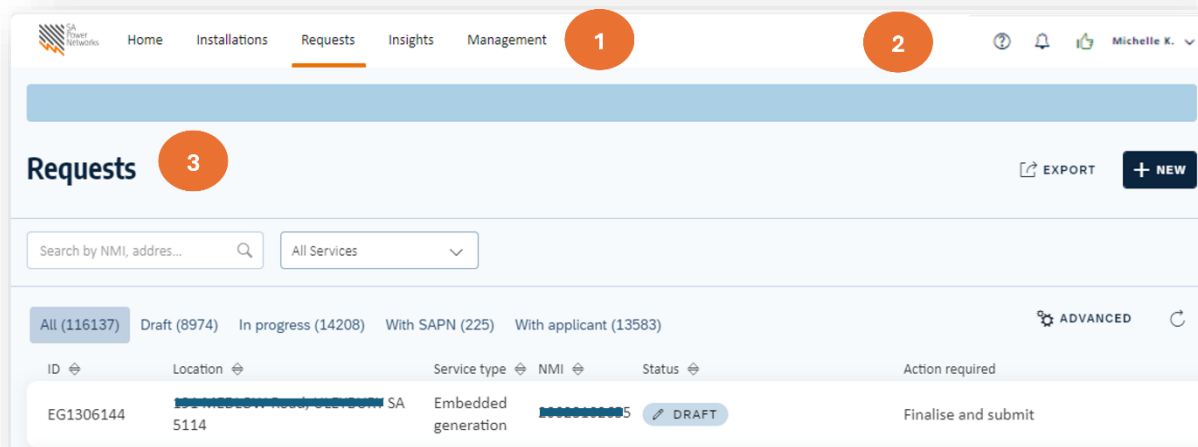 SA
Power
Networks
Home Installations Requests Insights Management 1 2 Michelle K.
Requests 3 EXPORT + NEW
Search by NMI, addres... All Services
All (116137) Draft (8974) In progress (14208) With SAPN (225) With applicant (13583) ADVANCED
ID Location Service type NMI Status Action required
EG1306144 SA 5114 Embedded generation 5 DRAFT Finalise and submit